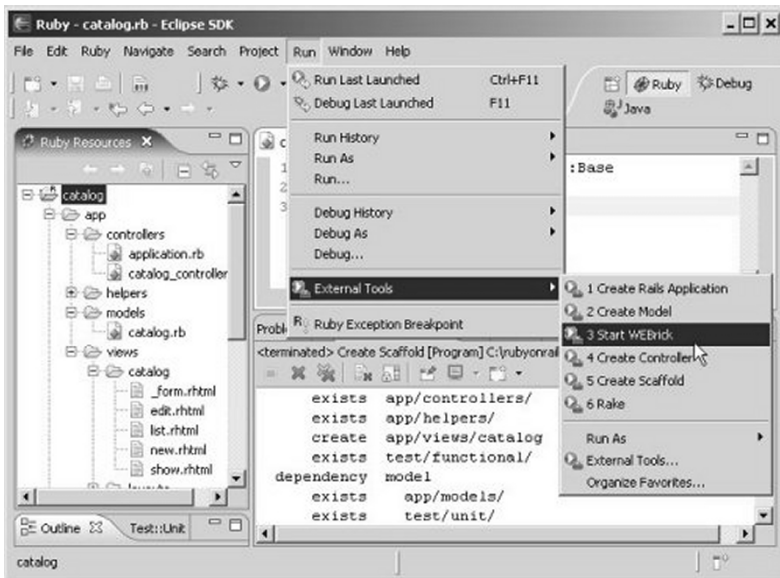 Ruby - catalog.rb - Eclipse SDK
File Edit Ruby Navigate Search Project Run Window Help
Run Last Launched Ctrl+F11
Debug Last Launched F11
Run History
Run As
Run...
Debug History
Debug As
Debug...
External Tools
Ruby Exception Breakpoint
1 Create Rails Application
2 Create Model
3 Start WEBrick
4 Create Controller
5 Create Scaffold
6 Rake
Run As
External Tools...
Organize Favorites...
Ruby Debug
Java
Ruby Resources
catalog
app
controllers
application.rb
catalog_controller
helpers
models
catalog.rb
views
catalog
_form.rhtml
edit.rhtml
list.rhtml
new.rhtml
show.rhtml
Outline Test::Unit
c
1 :Base
2
3
Probl
<terminated> Create Scaffold [Program] C:\rubyonrail
exists app/controllers/
exists app/helpers/
create app/views/catalog
exists test/functional/
dependency model
exists app/models/
exists test/unit/
catalog